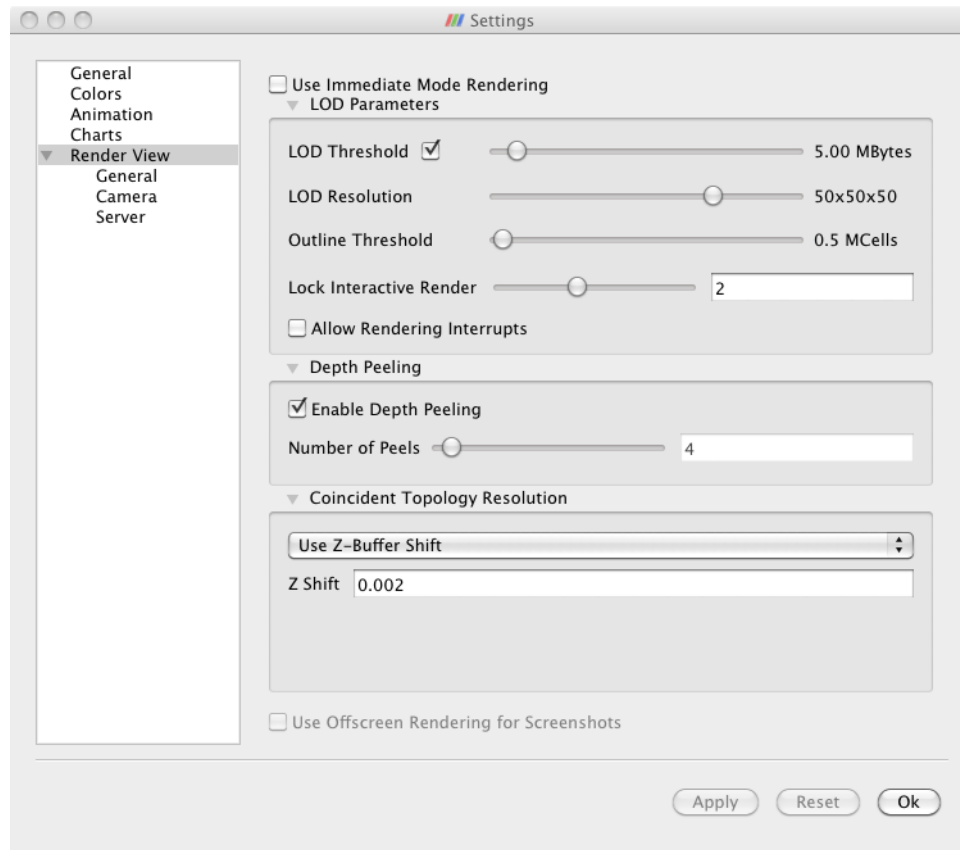 Settings
General
Colors
Animation
Charts
Render View
General
Camera
Server
Use Immediate Mode Rendering
LOD Parameters
LOD Threshold 5.00 MBytes
LOD Resolution 50x50x50
Outline Threshold 0.5 MCells
Lock Interactive Render 2
Allow Rendering Interrupts
Depth Peeling
Enable Depth Peeling
Number of Peels 4
Coincident Topology Resolution
Use Z-Buffer Shift
Z Shift 0.002
Use Offscreen Rendering for Screenshots
Apply Reset Ok